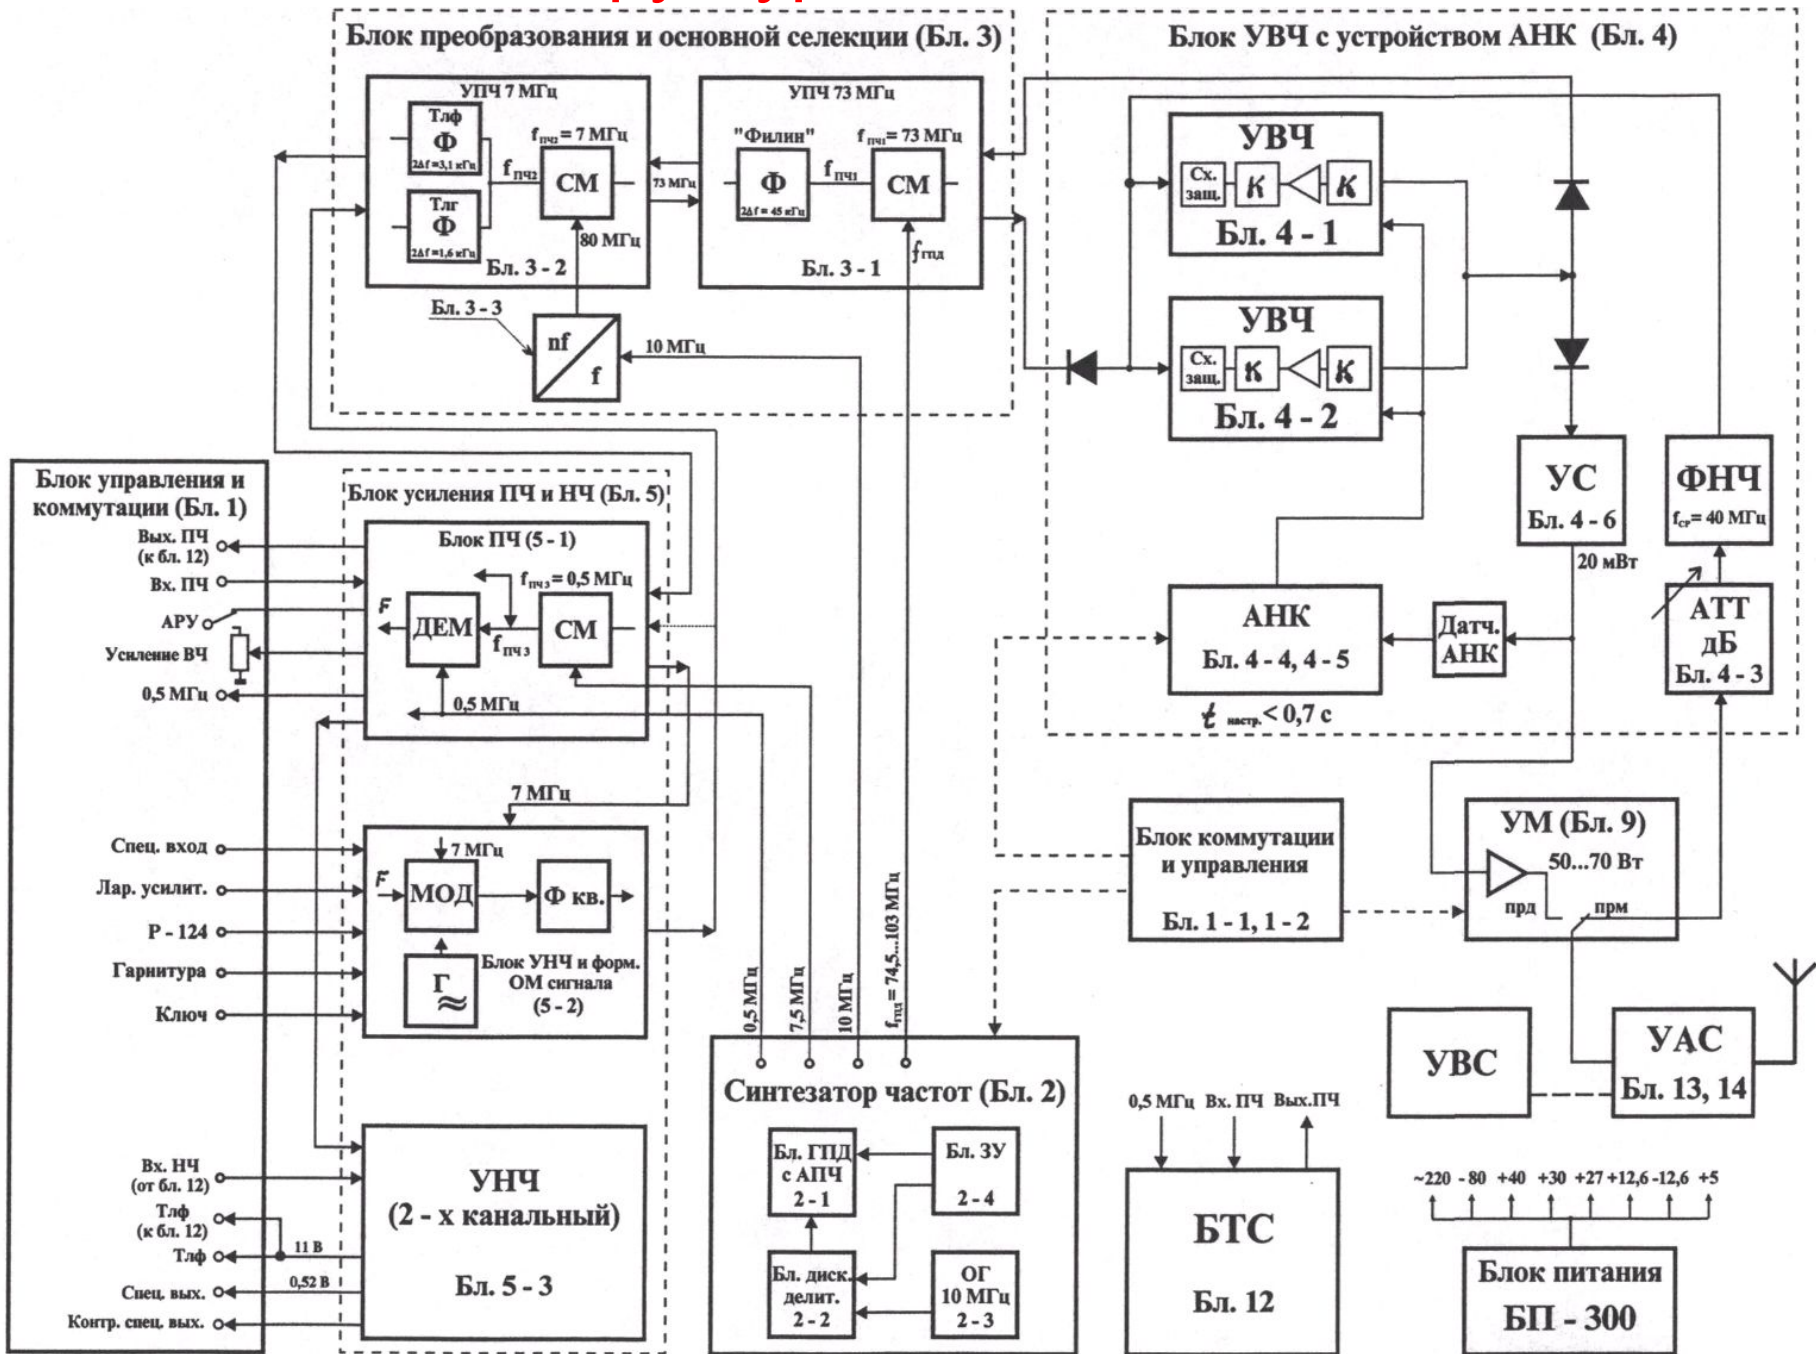 Блок преобразования и основной селекции (Бл. 3)
УПЧ 7 МГц
Тлф
Ф
2Δf =3,1 кГц
Тлг
Ф
2Δf =1,6 кГц
fпч2
fпч2 = 7 МГц
СМ
80 МГц
Бл. 3 - 2
73 МГц
УПЧ 73 МГц
"Филин"
Ф
2Δf = 45 кГц
fпч1
fпч1 = 73 МГц
СМ
fгпд
Бл. 3 - 1
Бл. 3 - 3
nf
f
10 МГц
Блок УВЧ с устройством АНК (Бл. 4)
УВЧ
Сх.
защ.
К
К
Бл. 4 - 1
УВЧ
Сх.
защ.
К
К
Бл. 4 - 2
УС
Бл. 4 - 6
20 мВт
ФНЧ
fср= 40 МГц
АТТ
дБ
Бл. 4 - 3
АНК
Бл. 4 - 4, 4 - 5
Датч.
АНК
t настр.< 0,7 с
Блок управления и
коммутации (Бл. 1)
Вых. ПЧ
(к бл. 12)
Вх. ПЧ
АРУ
Усиление ВЧ
0,5 МГц
Спец. вход
Лар. усилит.
Р - 124
Гарнитура
Ключ
Вх. НЧ
(от бл. 12)
Тлф
(к бл. 12)
Тлф
Спец. вых.
Контр. спец. вых.
11 В
0,52 В
Блок усиления ПЧ и НЧ (Бл. 5)
Блок ПЧ (5 - 1)
fпч 3 = 0,5 МГц
F
ДЕМ
fпч 3
СМ
0,5 МГц
7 МГц
7 МГц
F
МОД
Ф кв.
Г
Блок УНЧ и форм.
ОМ сигнала
(5 - 2)
УНЧ
(2 - х канальный)
Бл. 5 - 3
0,5 МГц
7,5 МГц
10 МГц
fгпд = 74,5...103 МГц
Синтезатор частот (Бл. 2)
Бл. ГПД
с АПЧ
2 - 1
Бл. ЗУ
2 - 4
Бл. диск.
делит.
2 - 2
ОГ
10 МГц
2 - 3
Блок коммутации
и управления
Бл. 1 - 1, 1 - 2
УМ (Бл. 9)
50...70 Вт
прд
прм
УВС
УАС
Бл. 13, 14
0,5 МГц Вх. ПЧ Вых.ПЧ
БТС
Бл. 12
~220 - 80 +40 +30 +27 +12,6 -12,6 +5
Блок питания
БП - 300